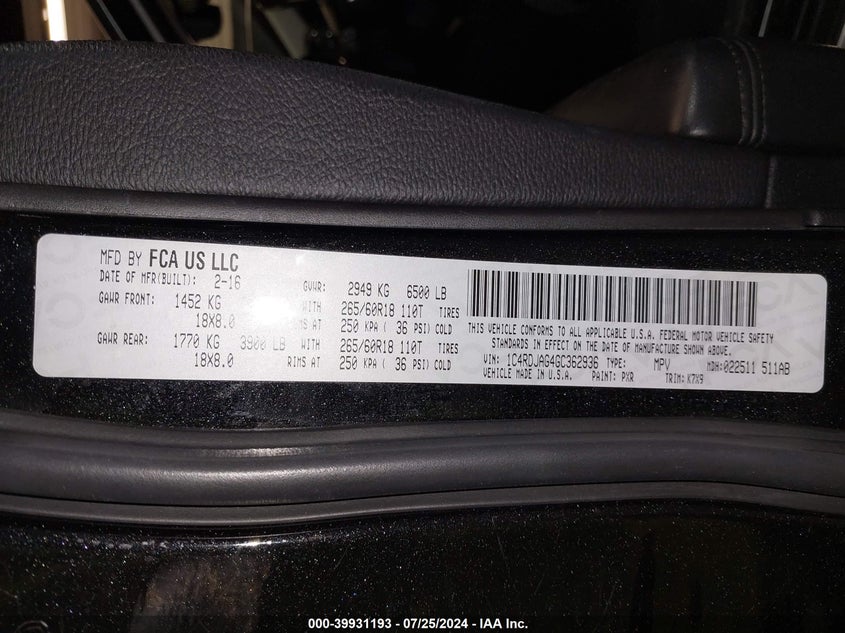 MFD BY FCA US LLC
DATE OF MFR(BUILT): 2-16 GVWR: 2949 KG 6500 LB
GAWR FRONT: 1452 KG WITH 265/60R18 110T TIRES
18X8.0 RIMS AT 250 KPA ( 36 PSI) COLD
GAWR REAR: 1770 KG 3900 LB WITH 265/60R18 110T TIRES
18X8.0 RIMS AT 250 KPA ( 36 PSI) COLD
THIS VEHICLE CONFORMS TO ALL APPLICABLE U.S.A. FEDERAL MOTOR VEHICLE SAFETY
STANDARDS IN EFFECT ON THE DATE OF MANUFACTURE SHOWN ABOVE.
VIN: 1C4RDJAG4GC362936 TYPE: MPV MDH:022511 511AB
VEHICLE MADE IN U.S.A. PAINT: PXR TRIM: K7X9
000-39931193 - 07/25/2024 - IAA Inc.